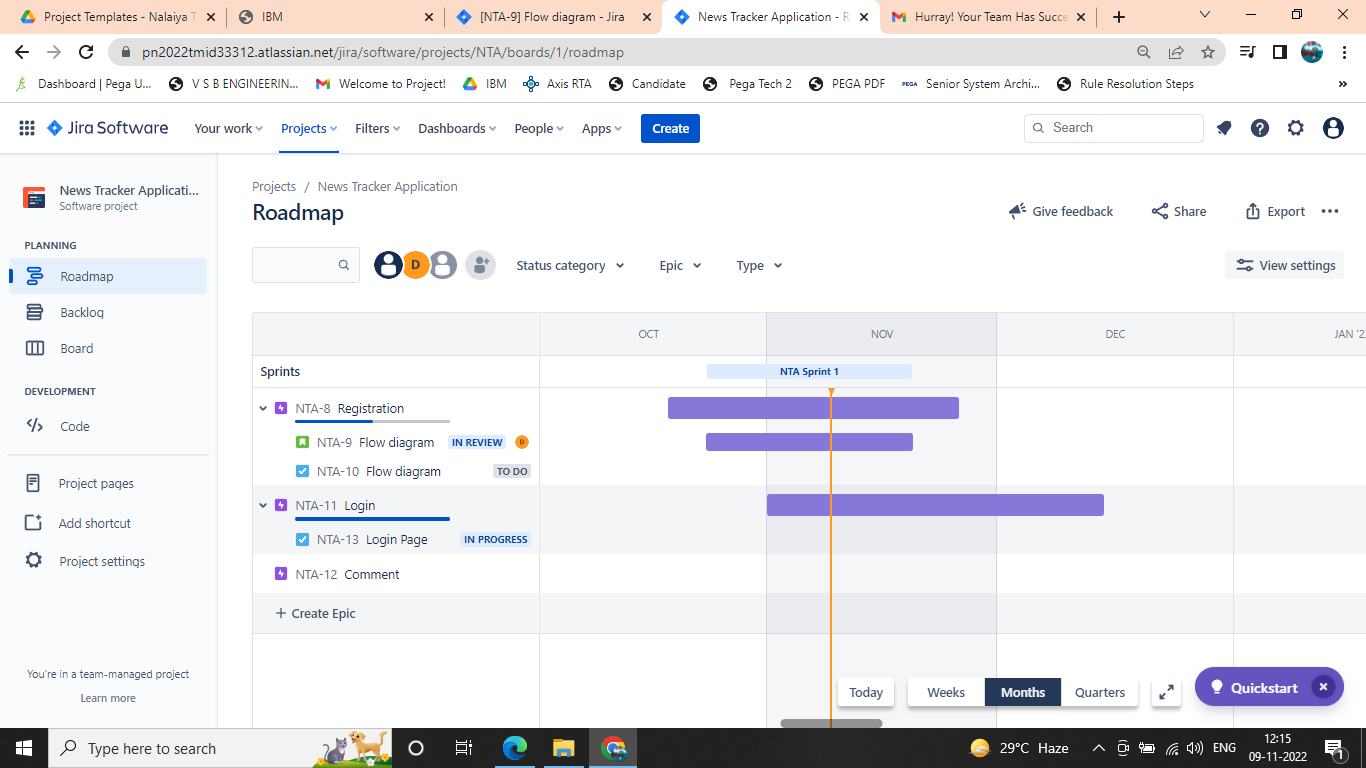 Project Templates - Nalaiya T
IBM
[NTA-9] Flow diagram - Jira
News Tracker Application - R
Hurray! Your Team Has Succe
pn2022tmid33312.atlassian.net/jira/software/projects/NTA/boards/1/roadmap
Dashboard | Pega U...
V S B ENGINEERIN...
Welcome to Project!
IBM
Axis RTA
Candidate
Pega Tech 2
PEGA PDF
PEGA
Senior System Archi...
Rule Resolution Steps
»
Jira Software
Your work
Projects
Filters
Dashboards
People
Apps
Create
Search
News Tracker Applicati...
Software project
PLANNING
Roadmap
Backlog
Board
DEVELOPMENT
Code
Project pages
Add shortcut
Project settings
You're in a team-managed project
Learn more
Projects / News Tracker Application
Roadmap
Give feedback
Share
Export
D
Status category
Epic
Type
View settings
OCT
NOV
DEC
JAN '2
Sprints
NTA Sprint 1
NTA-8 Registration
NTA-9 Flow diagram IN REVIEW D
NTA-10 Flow diagram TO DO
NTA-11 Login
NTA-13 Login Page IN PROGRESS
NTA-12 Comment
+ Create Epic
Today
Weeks
Months
Quarters
Quickstart
Type here to search
29°C Haze
ENG
12:15
09-11-2022
1